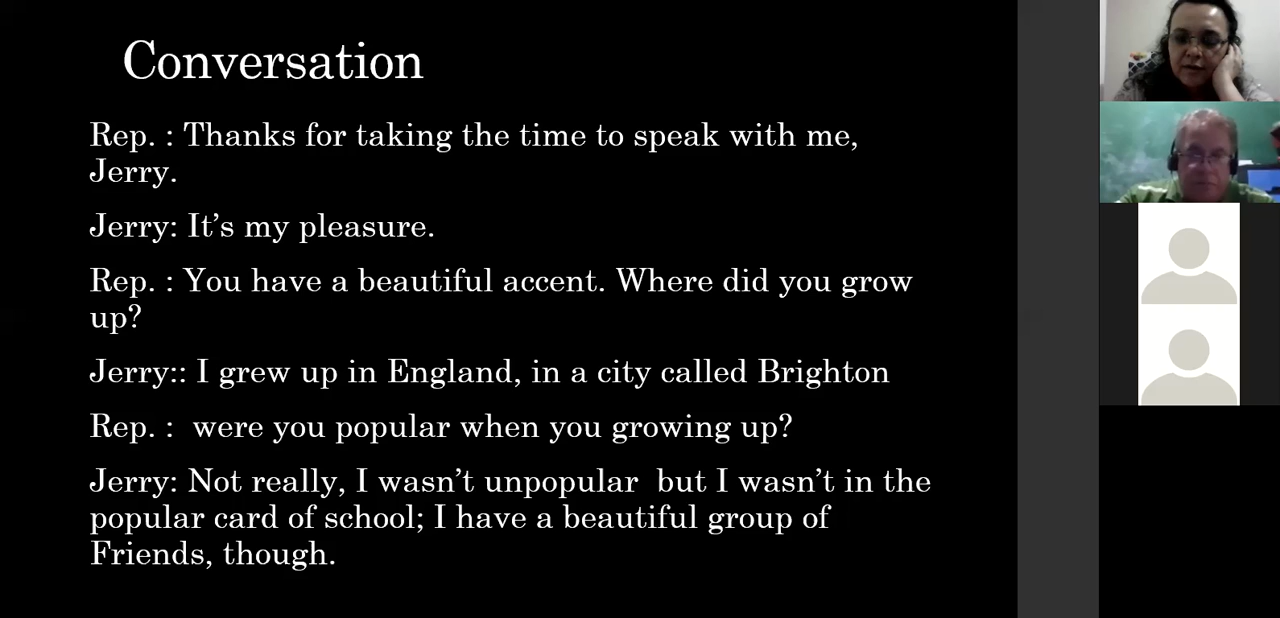 Conversation
Rep. : Thanks for taking the time to speak with me,
Jerry.
Jerry: It’s my pleasure.
Rep. : You have a beautiful accent. Where did you grow
up?
Jerry:: I grew up in England, in a city called Brighton
Rep. :  were you popular when you growing up?
Jerry: Not really, I wasn’t unpopular  but I wasn’t in the
popular card of school; I have a beautiful group of
Friends, though.